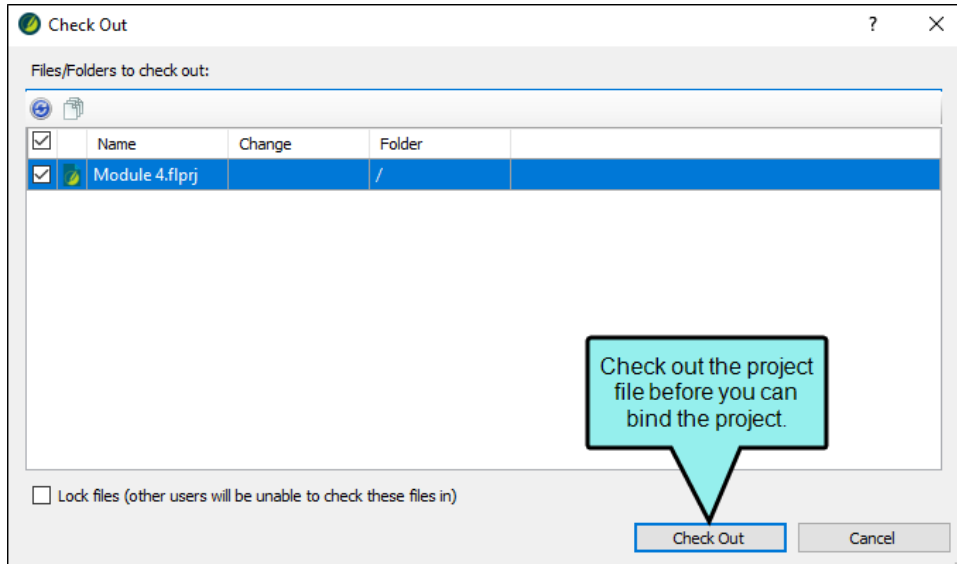 Check Out ?
Files/Folders to check out:
Name Change Folder
Module 4.flprj /
Check out the project
file before you can
bind the project.
Lock files (other users will be unable to check these files in)
Check Out Cancel